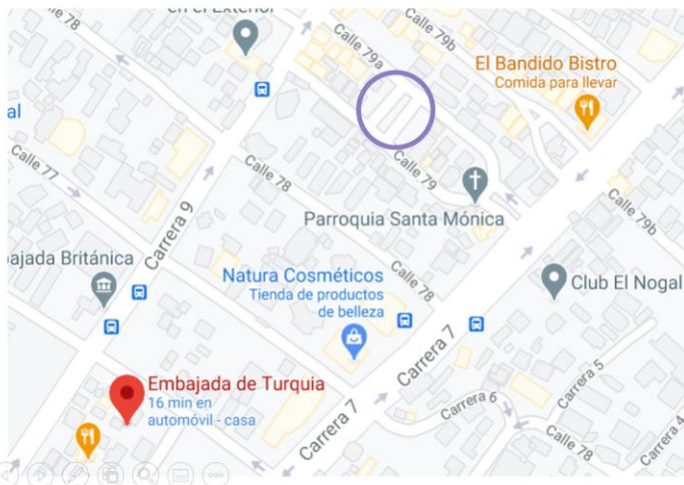 en el Exterior
Calle 78
Calle 79a
Calle 79b
El Bandido Bistro
Comida para llevar
al
Calle 77
Calle 78
Calle 79
Calle 79b
Parroquia Santa Mónica
Carrera 9
ajada Británica
Natura Cosméticos
Tienda de productos
de belleza
Calle 78
Club El Nogal
Carrera 7
Embajada de Turquia
16 min en
automóvil - casa
Carrera 7
Carrera 6
Carrera 5
Calle 78
Carrera 4